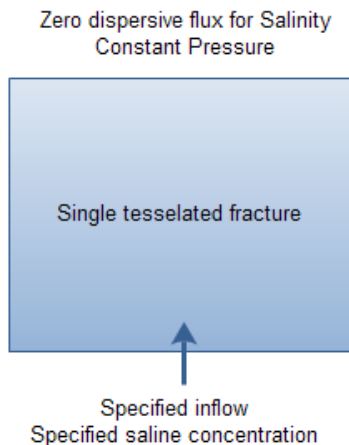 Zero dispersive flux for Salinity
Constant Pressure
Single tesselated fracture
Specified inflow
Specified saline concentration